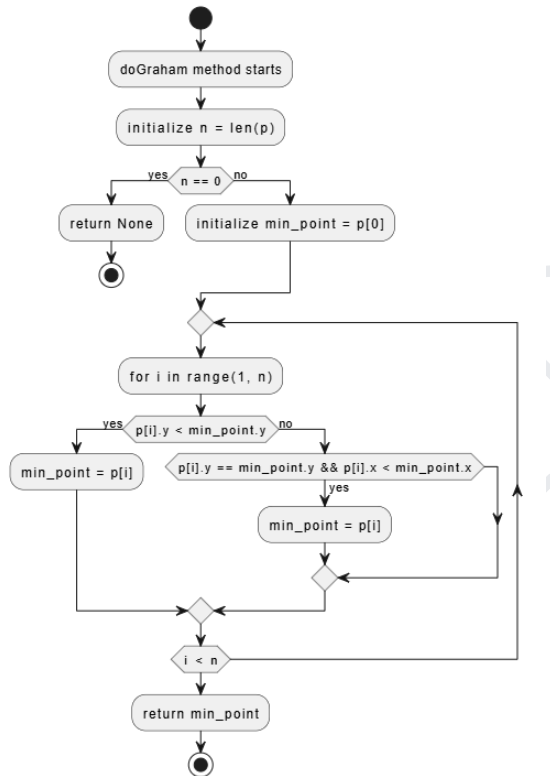 doGraham method starts
initialize n = len(p)
yes
n == 0
no
return None
initialize min_point = p[0]
for i in range(1, n)
yes
p[i].y < min_point.y
no
min_point = p[i]
p[i].y == min_point.y && p[i].x < min_point.x
yes
min_point = p[i]
i < n
return min_point